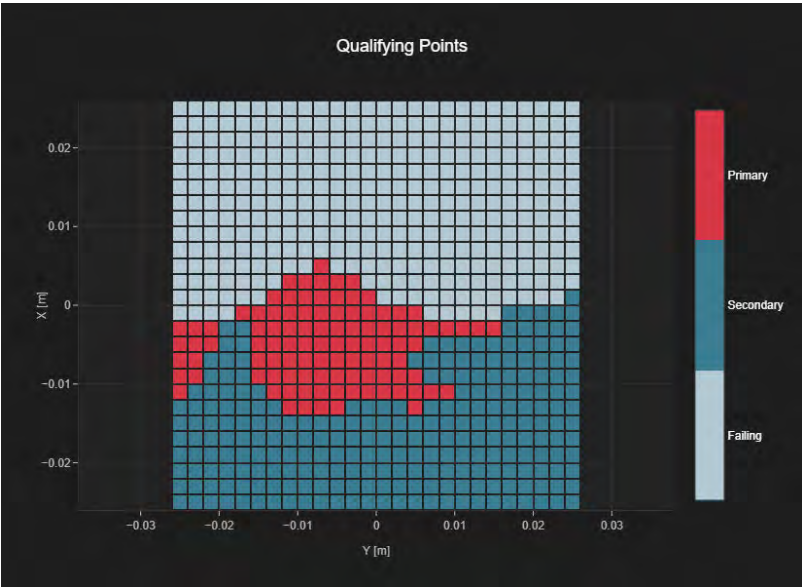 Qualifying Points
0.02
0.01
0
−0.01
−0.02
X [m]
−0.03
−0.02
−0.01
0
0.01
0.02
0.03
Y [m]
Primary
Secondary
Failing